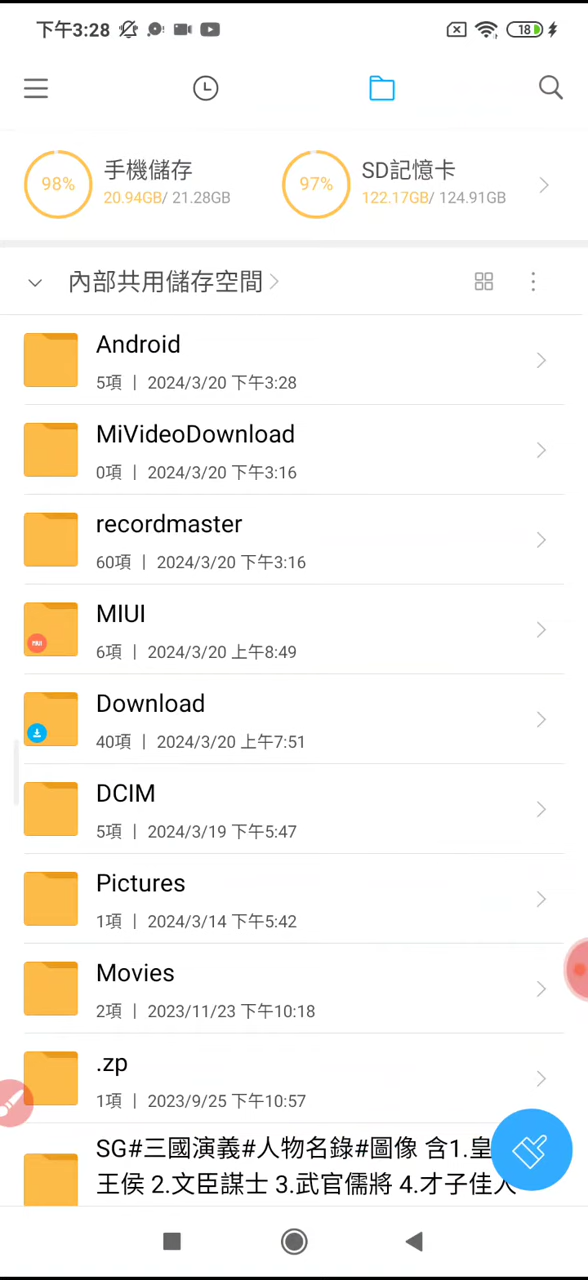 下午3:28
18
98%
手機儲存
20.94GB/ 21.28GB
97%
SD記憶卡
122.17GB/ 124.91GB
內部共用儲存空間
Android
5項 | 2024/3/20 下午3:28
MiVideoDownload
0項 | 2024/3/20 下午3:16
recordmaster
60項 | 2024/3/20 下午3:16
MIUI
6項 | 2024/3/20 上午8:49
Download
40項 | 2024/3/20 上午7:51
DCIM
5項 | 2024/3/19 下午5:47
Pictures
1項 | 2024/3/14 下午5:42
Movies
2項 | 2023/11/23 下午10:18
.zp
1項 | 2023/9/25 下午10:57
SG#三國演義#人物名錄#圖像 含1.皇
王侯 2.文臣謀士 3.武官儒將 4.才子佳人